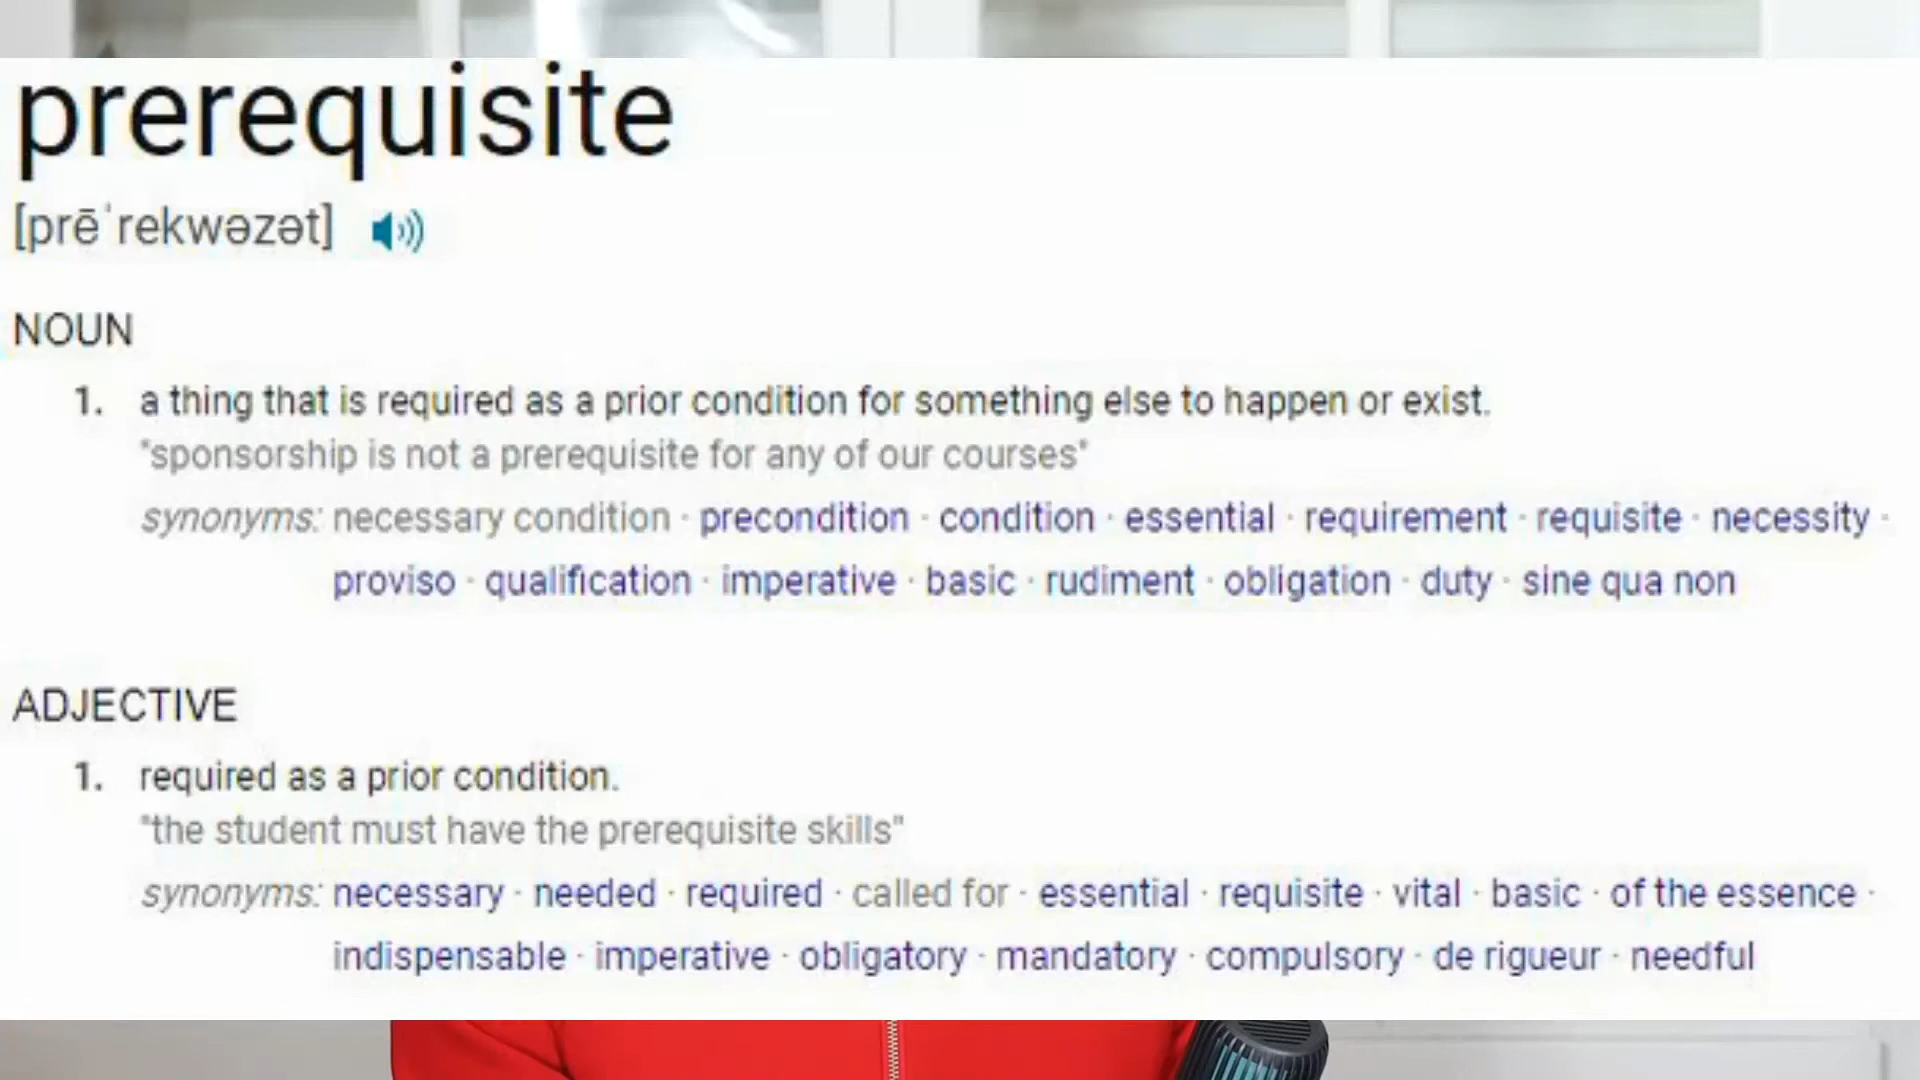 prerequisite
[prēˈrekwəzət]
NOUN
1. a thing that is required as a prior condition for something else to happen or exist.
"sponsorship is not a prerequisite for any of our courses"
synonyms: necessary condition · precondition · condition · essential · requirement · requisite · necessity ·
proviso · qualification · imperative · basic · rudiment · obligation · duty · sine qua non
ADJECTIVE
1. required as a prior condition.
"the student must have the prerequisite skills"
synonyms: necessary · needed · required · called for · essential · requisite · vital · basic · of the essence ·
indispensable · imperative · obligatory · mandatory · compulsory · de rigueur · needful